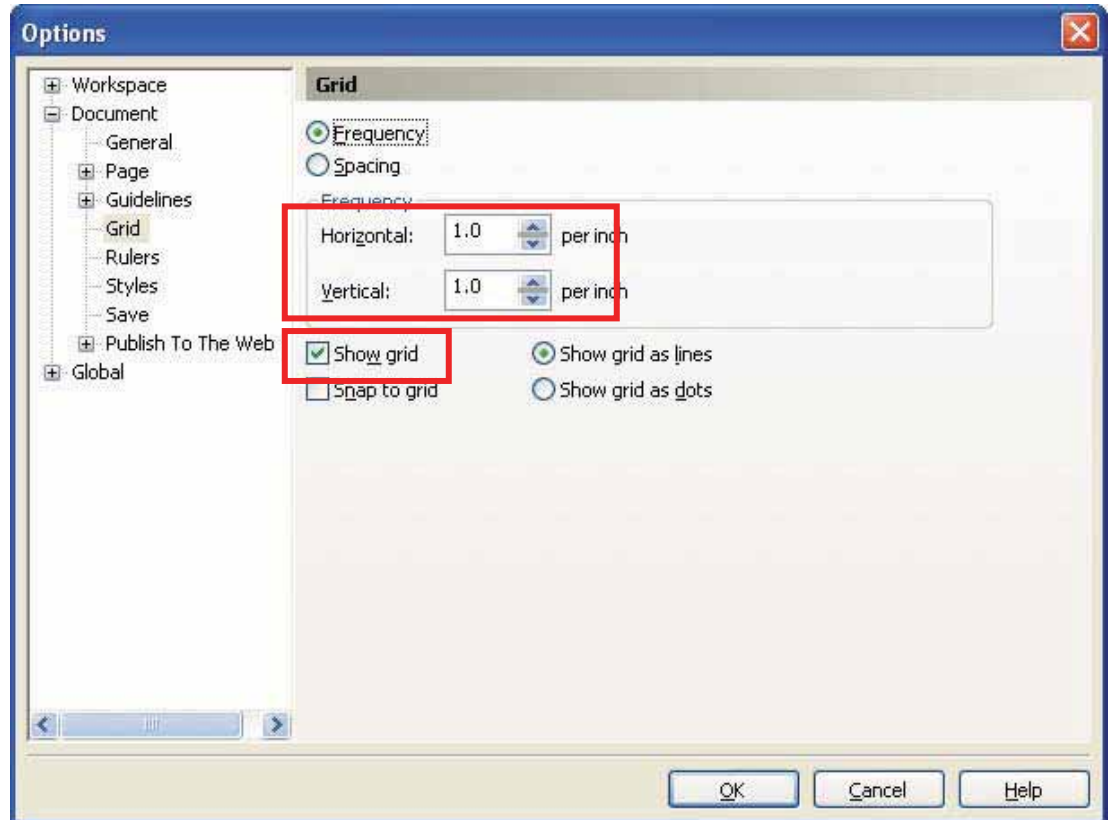 Options
Workspace
Document
General
Page
Guidelines
Grid
Rulers
Styles
Save
Publish To The Web
Global
Grid
Frequency
Spacing
Frequency
Horizontal: 1.0 per inch
Vertical: 1.0 per inch
Show grid Show grid as lines
Snap to grid Show grid as dots
OK Cancel Help